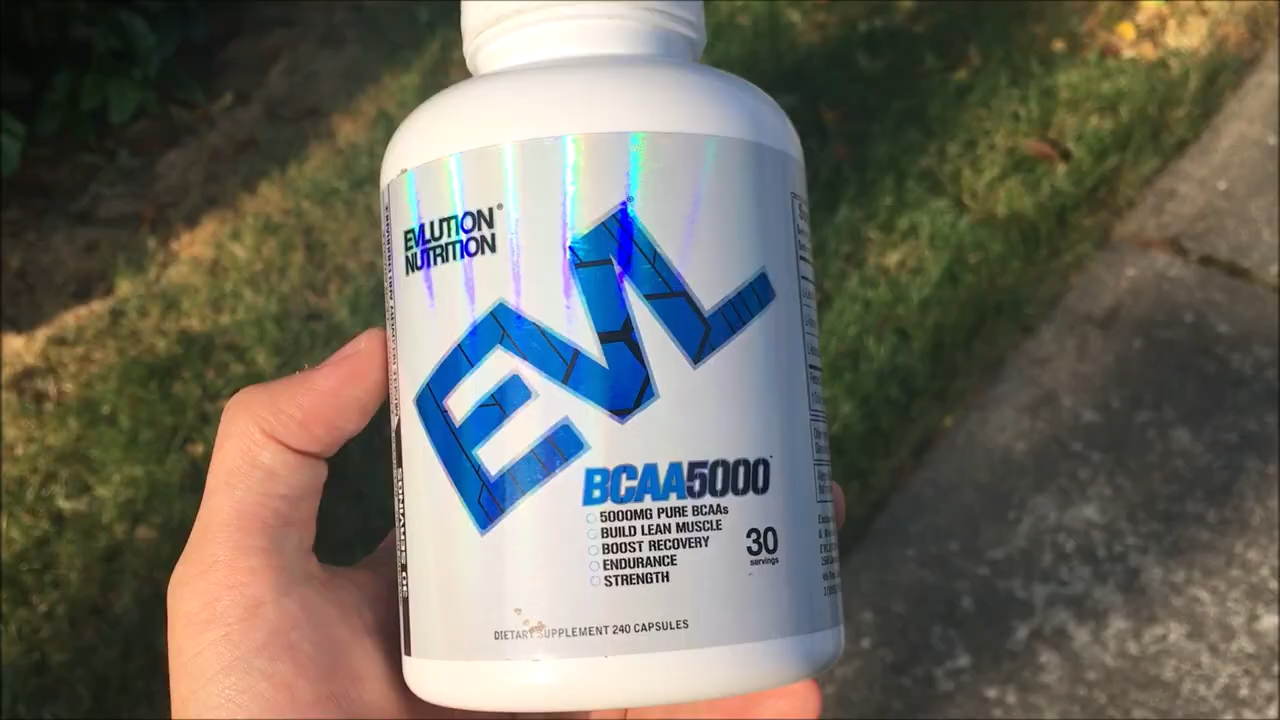 EVLUTION®
NUTRITION
EVL®
BCAA5000™
5000MG PURE BCAAs
BUILD LEAN MUSCLE
BOOST RECOVERY
ENDURANCE
STRENGTH
30
servings
DIETARY SUPPLEMENT 240 CAPSULES